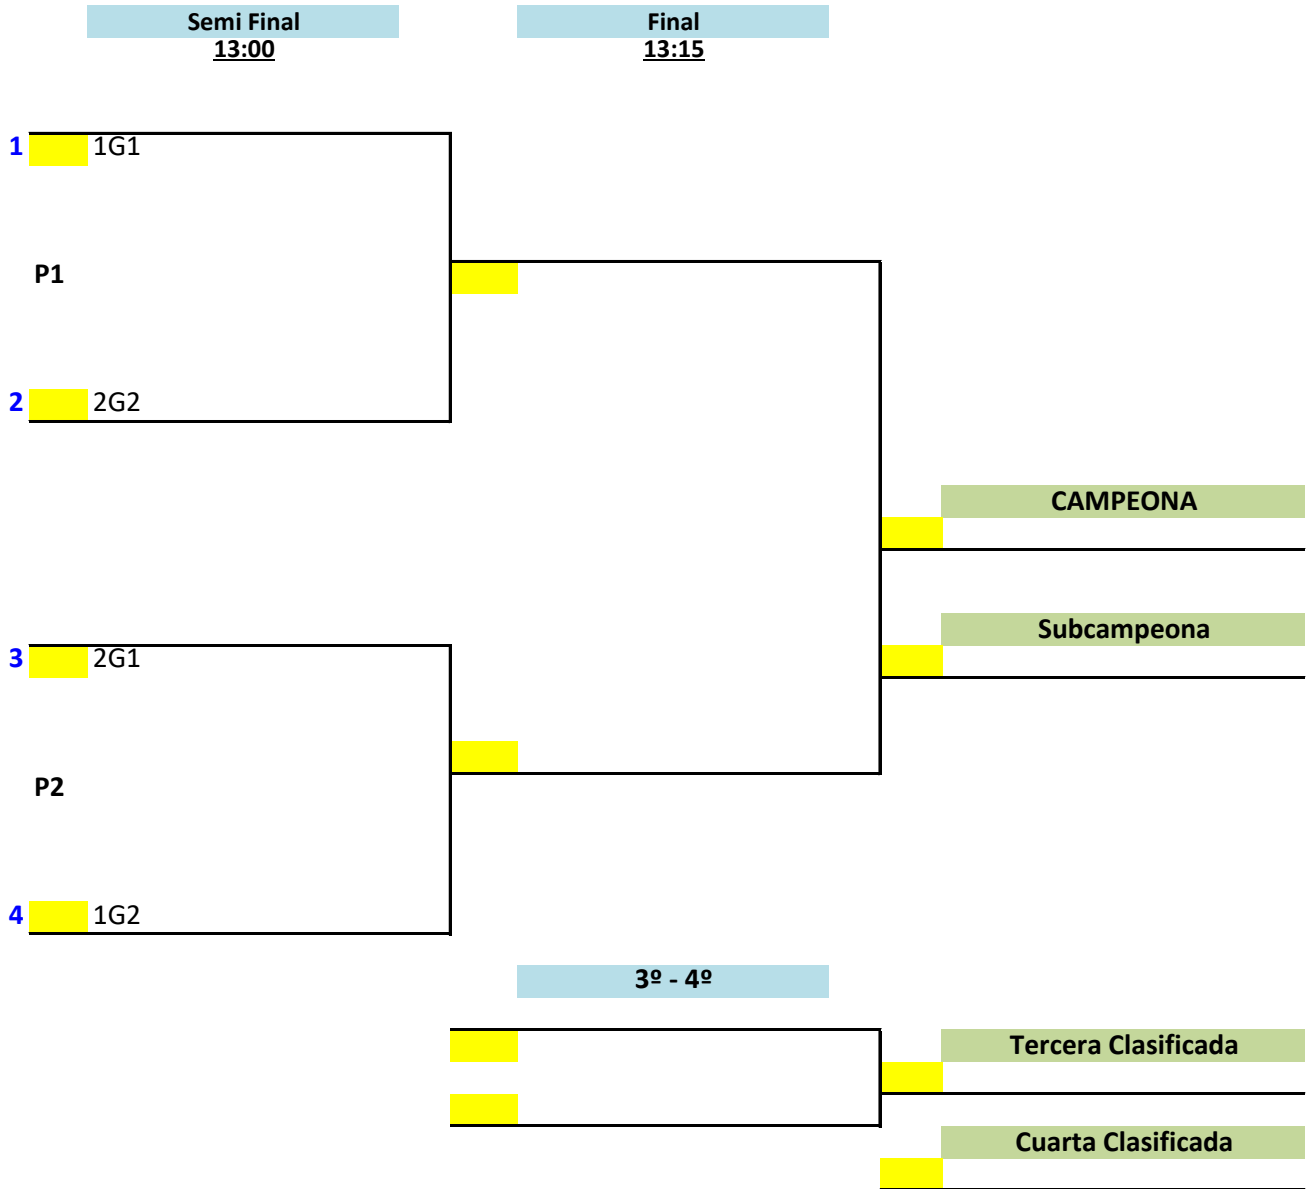 Semi Final
Final
13:00
13:15
1 1G1
P1
2 2G2
CAMPEONA
Subcampeona
3 2G1
P2
4 1G2
3º - 4º
Tercera Clasificada
Cuarta Clasificada